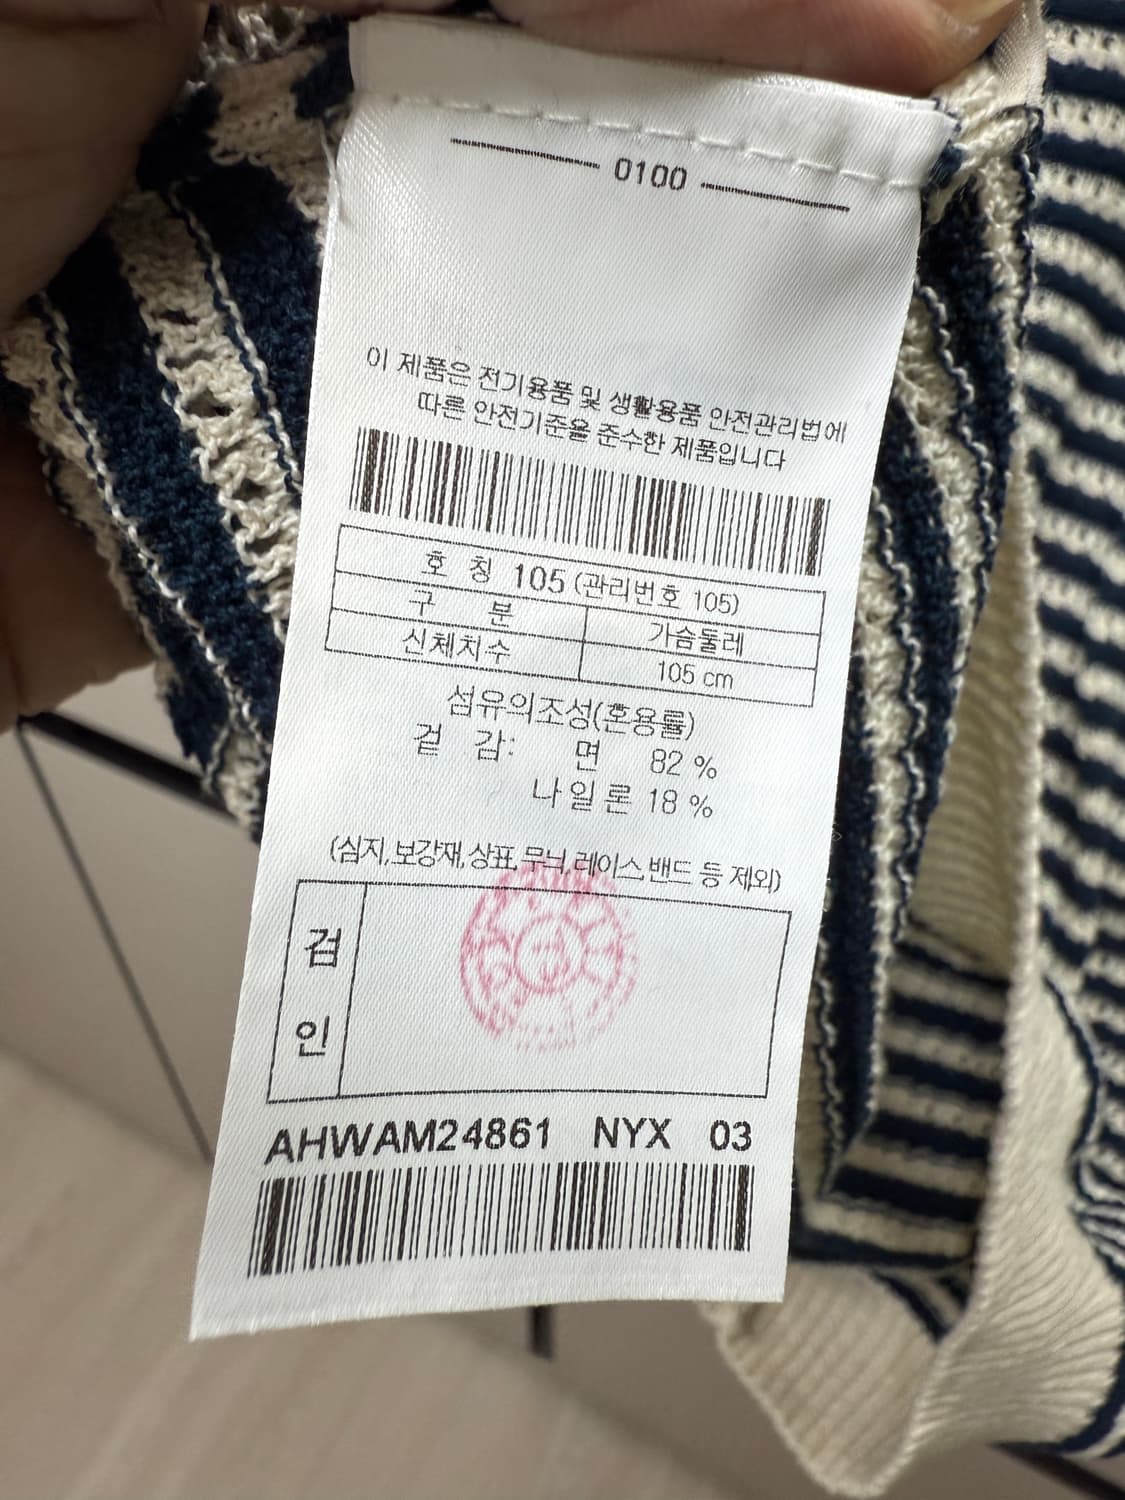 0100
이 제품은 전기용품 및 생활용품 안전관리법에
따른 안전기준을 준수한 제품입니다
호 칭 105 (관리번호 105)
구 분 가슴둘레
신체치수 105 cm
섬유의조성(혼용률)
겉 감: 면 82 %
나일론 18 %
(심지,보강재,상표,무늬,레이스,밴드 등 제외)
검
인
AHWAM24861 NYX 03